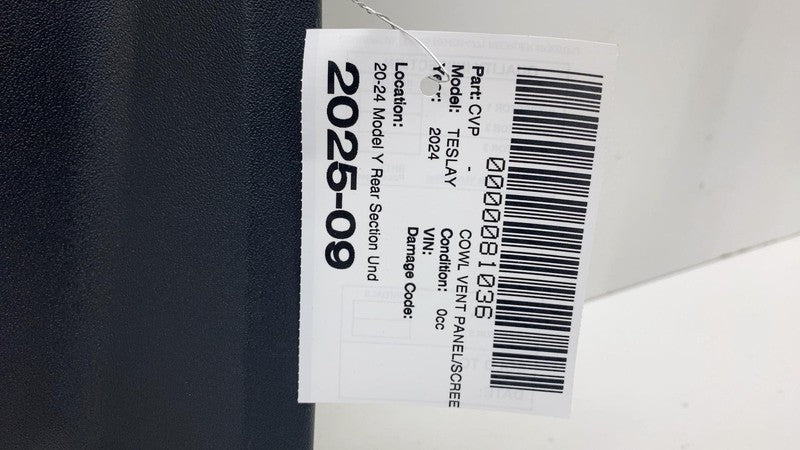 0000081036
Part: CVP - COWL VENT PANEL/SCREE
Model: TESLAY Condition: 0cc
Year: 2024 VIN:
Damage Code:
Location:
20-24 Model Y Rear Section Und
2025-09